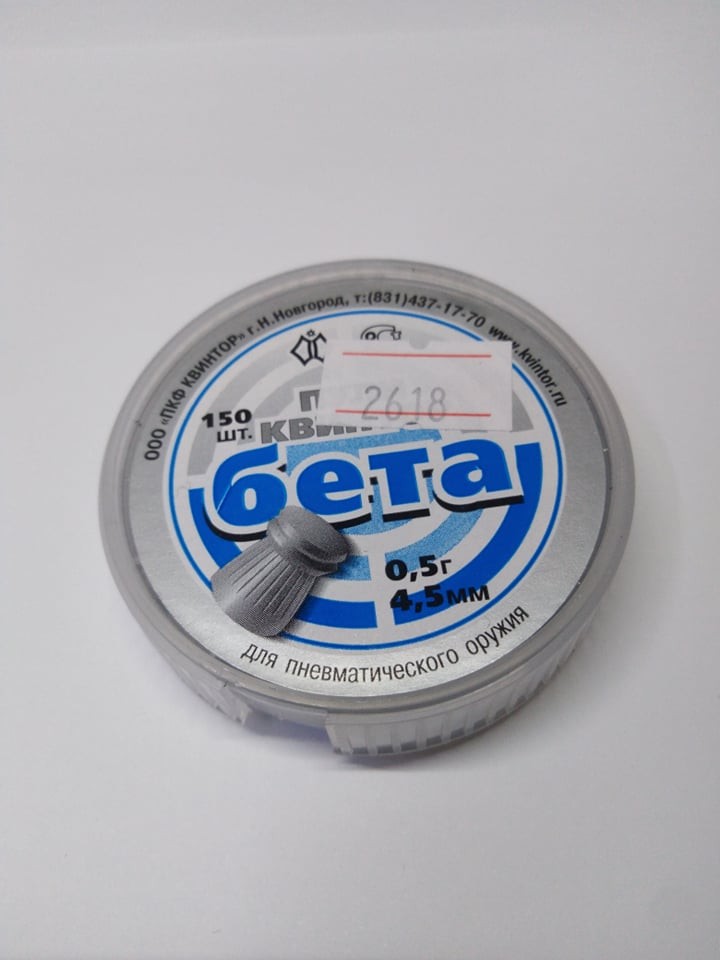 ООО «ПКФ КВИНТОР» г.Н.Новгород, т:(831)437-17-70 www.kvintor.ru
2618
150
шт.
бета
0,5г
4,5мм
для пневматического оружия